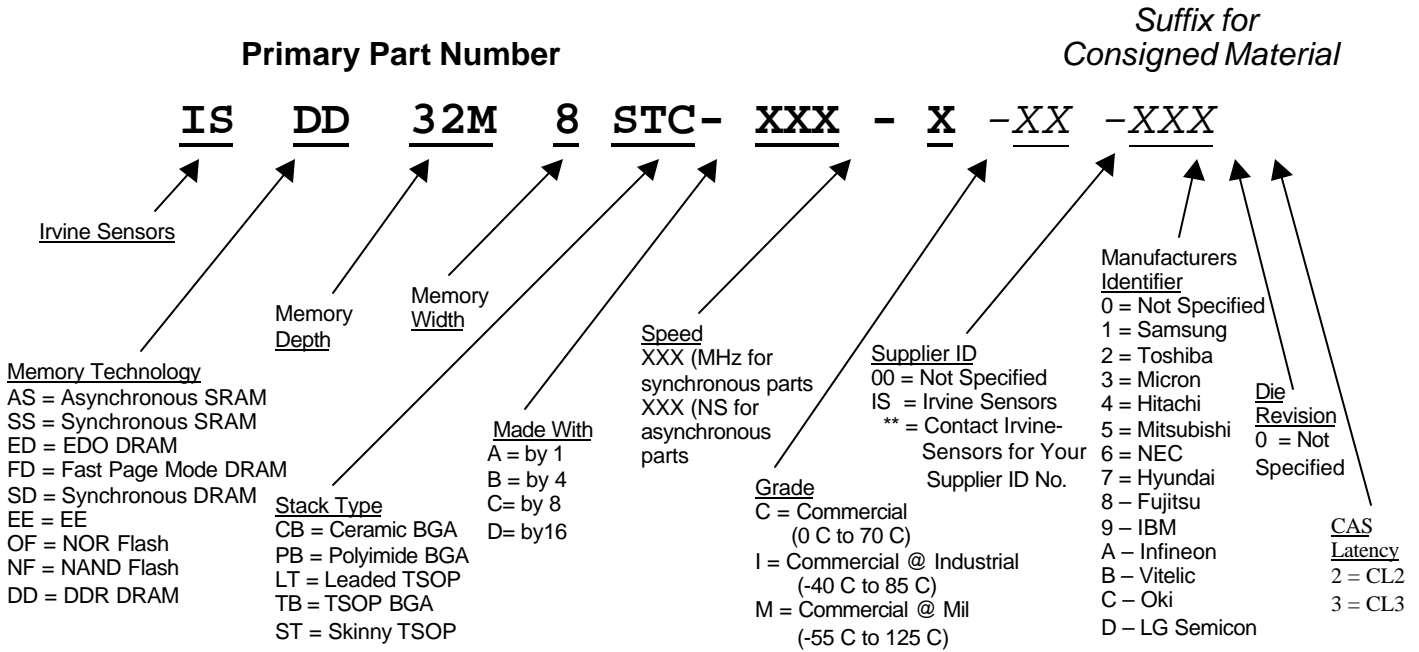 Primary Part Number
Suffix for
Consigned Material
IS DD 32M 8 STC- XXX - X -XX -XXX
Irvine Sensors
Memory Technology
AS = Asynchronous SRAM
SS = Synchronous SRAM
ED = EDO DRAM
FD = Fast Page Mode DRAM
SD = Synchronous DRAM
EE = EE
OF = NOR Flash
NF = NAND Flash
DD = DDR DRAM
Memory
Depth
Memory
Width
Stack Type
CB = Ceramic BGA
PB = Polyimide BGA
LT = Leaded TSOP
TB = TSOP BGA
ST = Skinny TSOP
Made With
A = by 1
B = by 4
C= by 8
D= by16
Speed
XXX (MHz for
synchronous parts
XXX (NS for
asynchronous
parts
Grade
C = Commercial
(0 C to 70 C)
I = Commercial @ Industrial
(-40 C to 85 C)
M = Commercial @ Mil
(-55 C to 125 C)
Supplier ID
00 = Not Specified
IS = Irvine Sensors
** = Contact Irvine-
Sensors for Your
Supplier ID No.
Manufacturers
Identifier
0 = Not Specified
1 = Samsung
2 = Toshiba
3 = Micron
4 = Hitachi
5 = Mitsubishi
6 = NEC
7 = Hyundai
8 – Fujitsu
9 – IBM
A – Infineon
B – Vitelic
C – Oki
D – LG Semicon
Die
Revision
0 = Not
Specified
CAS
Latency
2 = CL2
3 = CL3